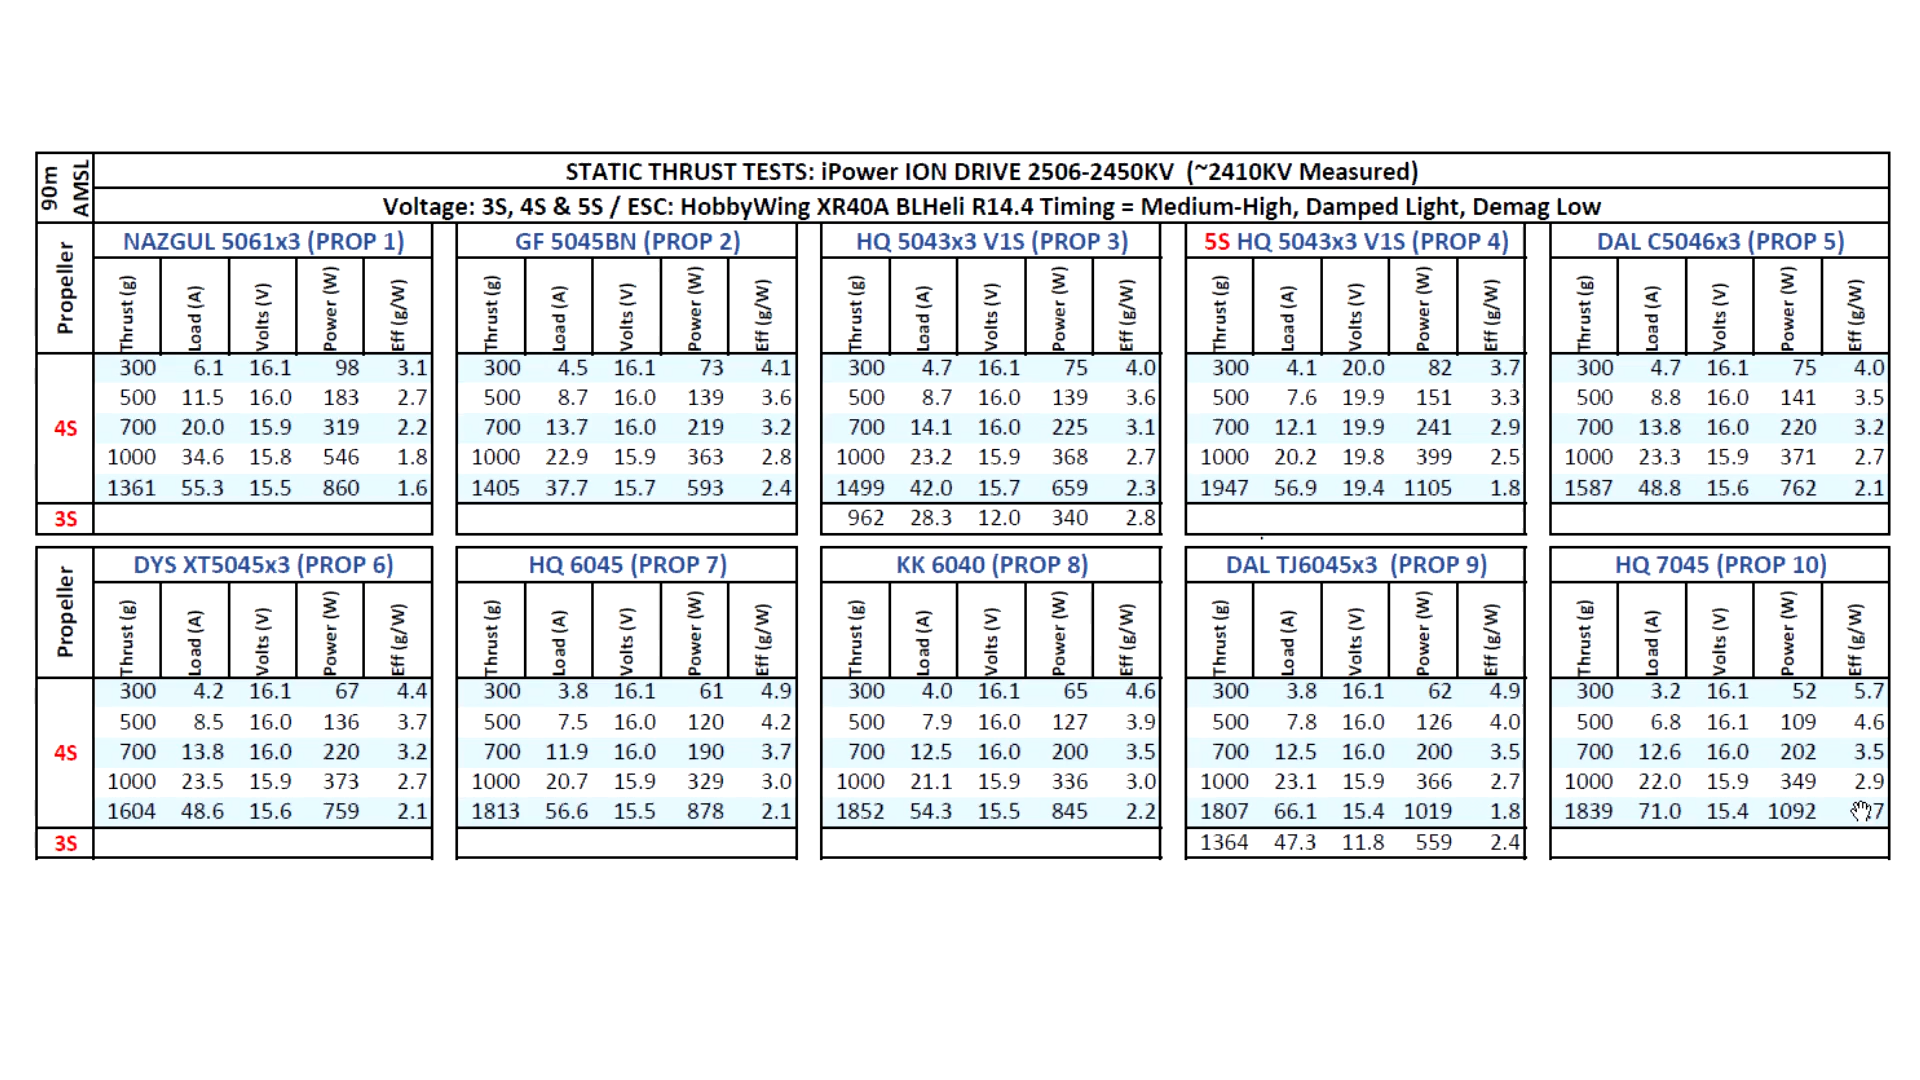 90m AMSL
STATIC THRUST TESTS: iPower ION DRIVE 2506-2450KV (~2410KV Measured)
Voltage: 3S, 4S & 5S / ESC: HobbyWing XR40A BLHeli R14.4 Timing = Medium-High, Damped Light, Demag Low
Propeller NAZGUL 5061x3 (PROP 1) GF 5045BN (PROP 2) HQ 5043x3 V1S (PROP 3) 5S HQ 5043x3 V1S (PROP 4) DAL C5046x3 (PROP 5)
Thrust (g) Load (A) Volts (V) Power (W) Eff (g/W) Thrust (g) Load (A) Volts (V) Power (W) Eff (g/W) Thrust (g) Load (A) Volts (V) Power (W) Eff (g/W) Thrust (g) Load (A) Volts (V) Power (W) Eff (g/W) Thrust (g) Load (A) Volts (V) Power (W) Eff (g/W)
300 6.1 16.1 98 3.1 300 4.5 16.1 73 4.1 300 4.7 16.1 75 4.0 300 4.1 20.0 82 3.7 300 4.7 16.1 75 4.0
500 11.5 16.0 183 2.7 500 8.7 16.0 139 3.6 500 8.7 16.0 139 3.6 500 7.6 19.9 151 3.3 500 8.8 16.0 141 3.5
4S 700 20.0 15.9 319 2.2 700 13.7 16.0 219 3.2 700 14.1 16.0 225 3.1 700 12.1 19.9 241 2.9 700 13.8 16.0 220 3.2
1000 34.6 15.8 546 1.8 1000 22.9 15.9 363 2.8 1000 23.2 15.9 368 2.7 1000 20.2 19.8 399 2.5 1000 23.3 15.9 371 2.7
1361 55.3 15.5 860 1.6 1405 37.7 15.7 593 2.4 1499 42.0 15.7 659 2.3 1947 56.9 19.4 1105 1.8 1587 48.8 15.6 762 2.1
3S 962 28.3 12.0 340 2.8
Propeller DYS XT5045x3 (PROP 6) HQ 6045 (PROP 7) KK 6040 (PROP 8) DAL TJ6045x3 (PROP 9) HQ 7045 (PROP 10)
Thrust (g) Load (A) Volts (V) Power (W) Eff (g/W) Thrust (g) Load (A) Volts (V) Power (W) Eff (g/W) Thrust (g) Load (A) Volts (V) Power (W) Eff (g/W) Thrust (g) Load (A) Volts (V) Power (W) Eff (g/W) Thrust (g) Load (A) Volts (V) Power (W) Eff (g/W)
300 4.2 16.1 67 4.4 300 3.8 16.1 61 4.9 300 4.0 16.1 65 4.6 300 3.8 16.1 62 4.9 300 3.2 16.1 52 5.7
500 8.5 16.0 136 3.7 500 7.5 16.0 120 4.2 500 7.9 16.0 127 3.9 500 7.8 16.0 126 4.0 500 6.8 16.1 109 4.6
4S 700 13.8 16.0 220 3.2 700 11.9 16.0 190 3.7 700 12.5 16.0 200 3.5 700 12.5 16.0 200 3.5 700 12.6 16.0 202 3.5
1000 23.5 15.9 373 2.7 1000 20.7 15.9 329 3.0 1000 21.1 15.9 336 3.0 1000 23.1 15.9 366 2.7 1000 22.0 15.9 349 2.9
1604 48.6 15.6 759 2.1 1813 56.6 15.5 878 2.1 1852 54.3 15.5 845 2.2 1807 66.1 15.4 1019 1.8 1839 71.0 15.4 1092
3S 1364 47.3 11.8 559 2.4